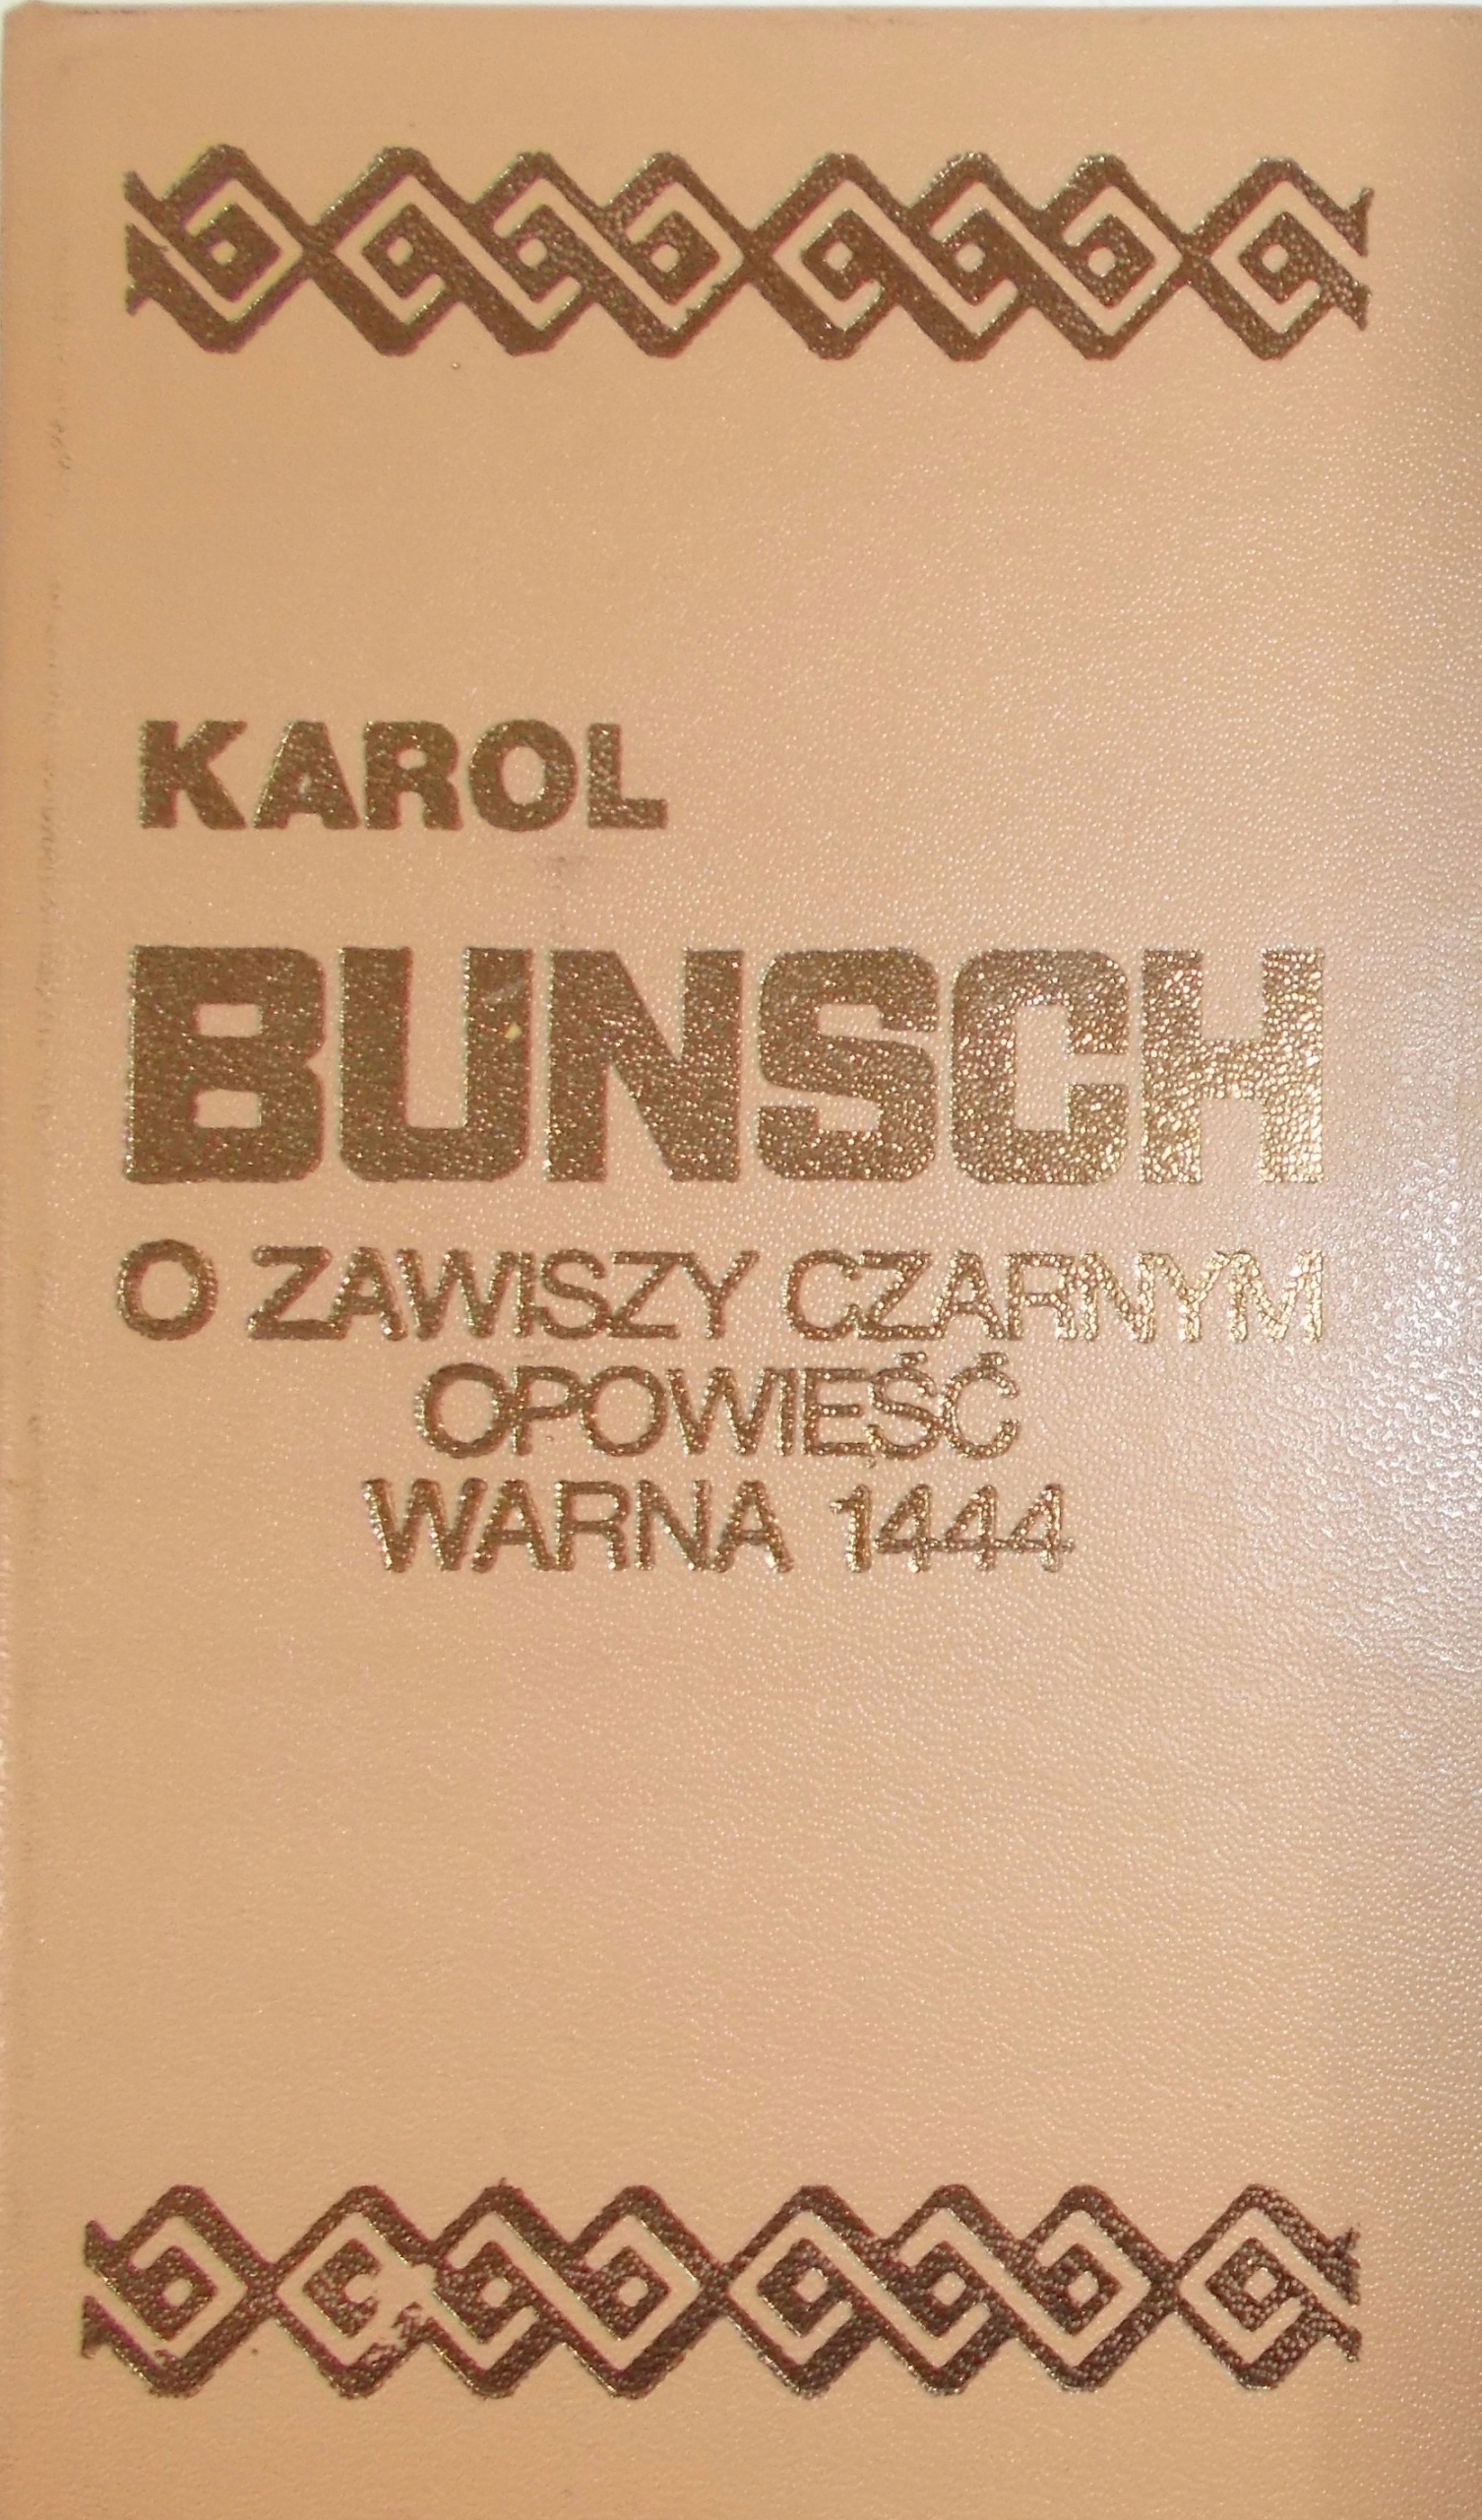 KAROL
BUNSCH
O ZAWISZY CZARNYM
OPOWIEŚĆ
WARNA 1444